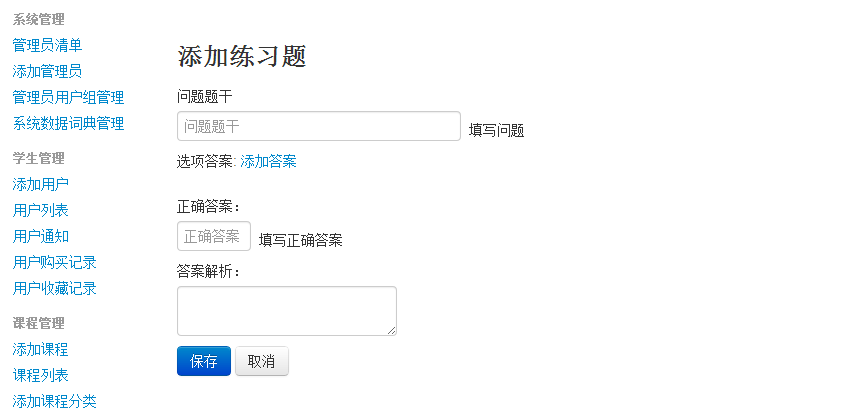 系统管理
管理员清单
添加管理员
管理员用户组管理
系统数据词典管理
学生管理
添加用户
用户列表
用户通知
用户购买记录
用户收藏记录
课程管理
添加课程
课程列表
添加课程分类
添加练习题
问题题干
问题题干 填写问题
选项答案: 添加答案
正确答案：
正确答案 填写正确答案
答案解析：
保存 取消